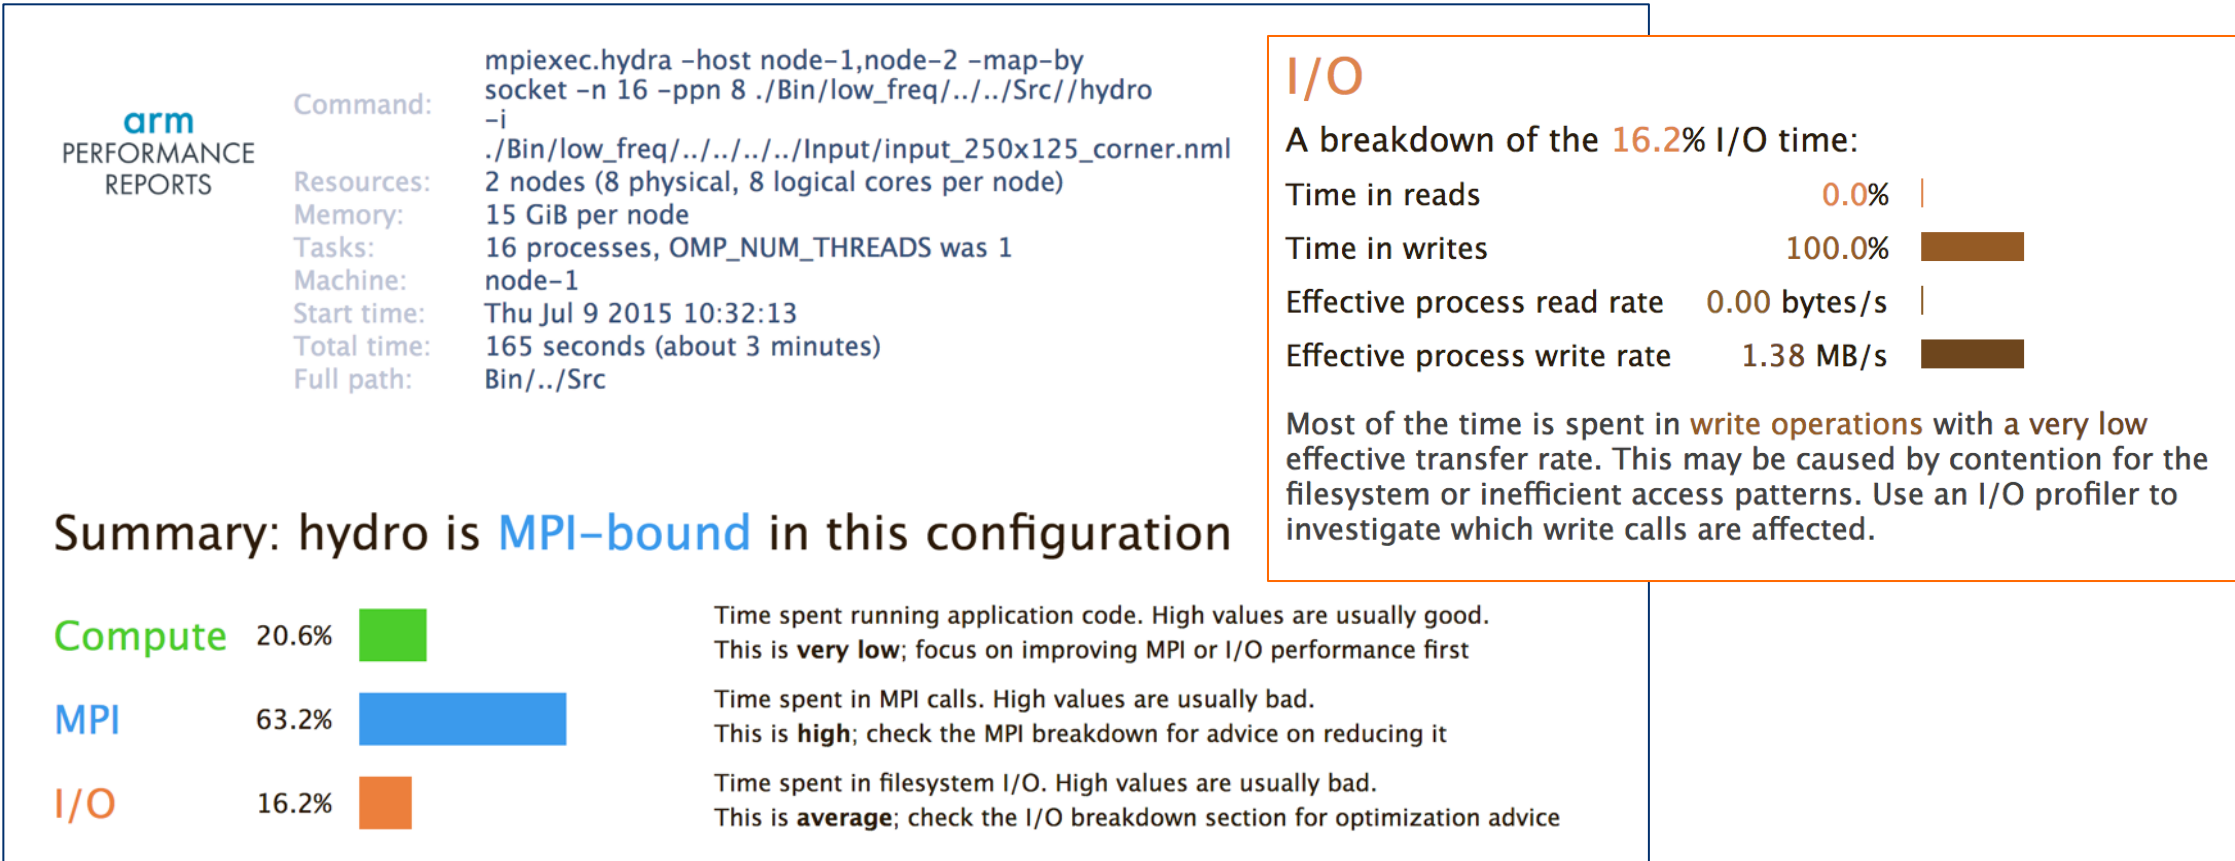 arm
PERFORMANCE
REPORTS
Command:
mpiexec.hydra -host node-1,node-2 -map-by
socket -n 16 -ppn 8 ./Bin/low_freq/../../Src//hydro
-i
./Bin/low_freq/../../../../Input/input_250x125_corner.nml
Resources: 2 nodes (8 physical, 8 logical cores per node)
Memory: 15 GiB per node
Tasks: 16 processes, OMP_NUM_THREADS was 1
Machine: node-1
Start time: Thu Jul 9 2015 10:32:13
Total time: 165 seconds (about 3 minutes)
Full path: Bin/../Src
Summary: hydro is MPI-bound in this configuration
Compute 20.6%
Time spent running application code. High values are usually good.
This is very low; focus on improving MPI or I/O performance first
MPI 63.2%
Time spent in MPI calls. High values are usually bad.
This is high; check the MPI breakdown for advice on reducing it
I/O 16.2%
Time spent in filesystem I/O. High values are usually bad.
This is average; check the I/O breakdown section for optimization advice
I/O
A breakdown of the 16.2% I/O time:
Time in reads 0.0%
Time in writes 100.0%
Effective process read rate 0.00 bytes/s
Effective process write rate 1.38 MB/s
Most of the time is spent in write operations with a very low
effective transfer rate. This may be caused by contention for the
filesystem or inefficient access patterns. Use an I/O profiler to
investigate which write calls are affected.